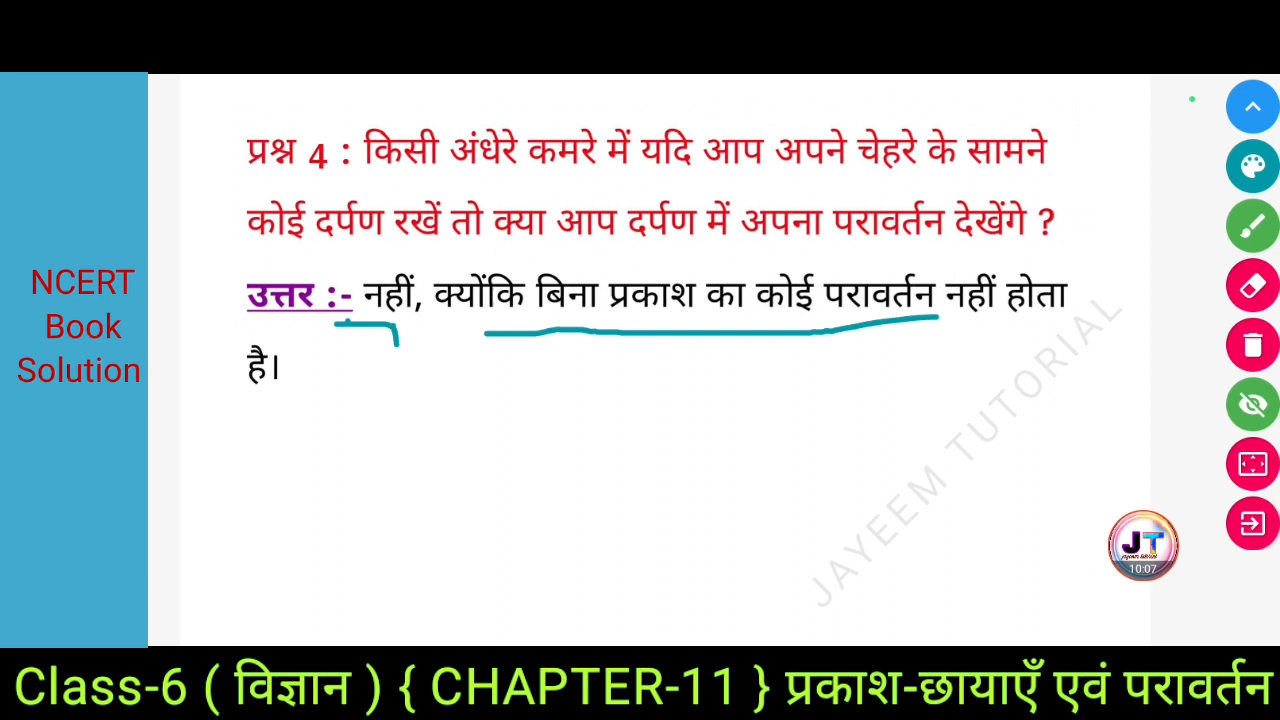 प्रश्न 4 : किसी अंधेरे कमरे में यदि आप अपने चेहरे के सामने
कोई दर्पण रखें तो क्या आप दर्पण में अपना परावर्तन देखेंगे ?
उत्तर :- नहीं, क्योंकि बिना प्रकाश का कोई परावर्तन नहीं होता
है।
NCERT
Book
Solution
JAYEEM TUTORIAL
JT
10:07
Class-6 ( विज्ञान ) { CHAPTER-11 } प्रकाश-छायाएँ एवं परावर्तन